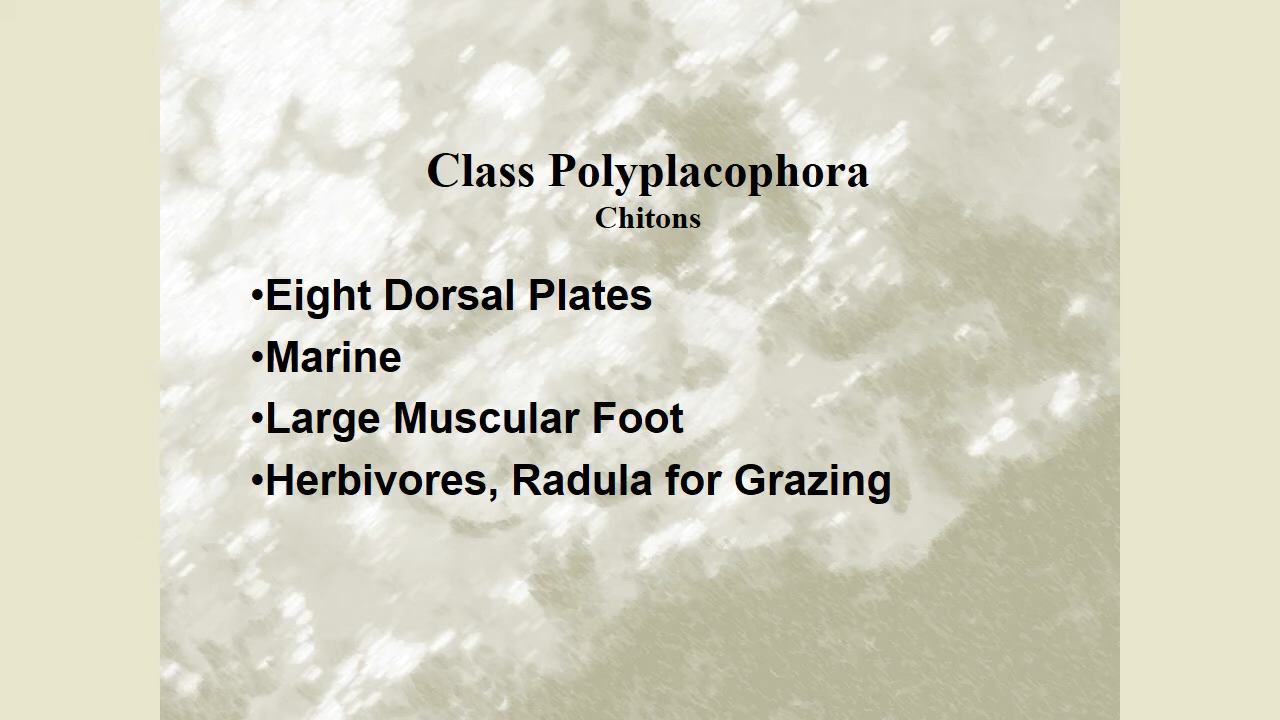 Class Polyplacophora
Chitons
•Eight Dorsal Plates
•Marine
•Large Muscular Foot
•Herbivores, Radula for Grazing